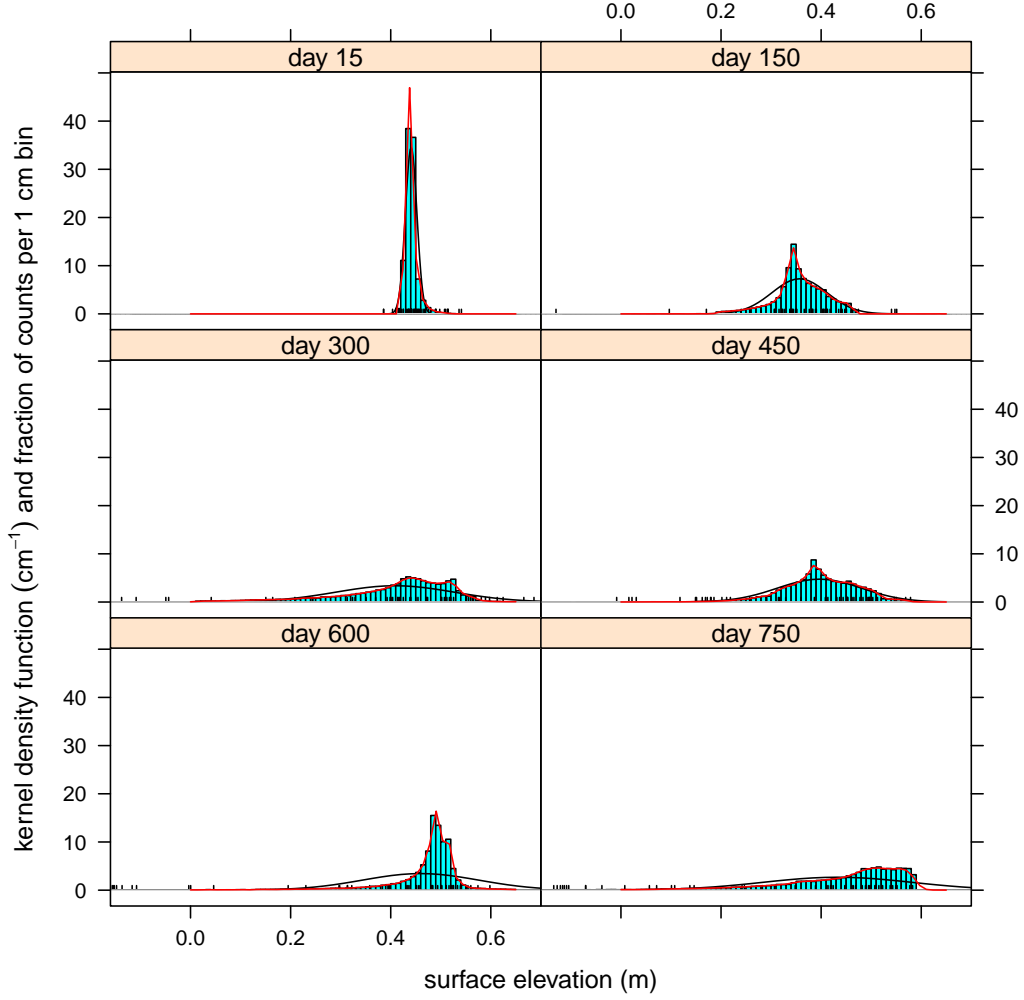 0.0 0.2 0.4 0.6
day 15 day 150
40
30
20
10
0
day 300 day 450
40
30
20
10
0
day 600 day 750
40
30
20
10
0
0.0 0.2 0.4 0.6
surface elevation (m)
kernel density function (cm⁻¹) and fraction of counts per 1 cm bin